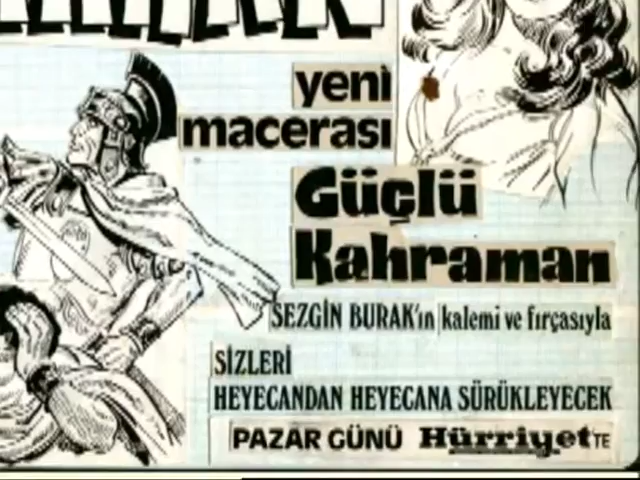 yeni
macerası
Güçlü
Kahraman
SEZGİN BURAK'ın kalemi ve fırçasıyla
SİZLERİ
HEYECANDAN HEYECANA SÜRÜKLEYECEK
PAZAR GÜNÜ Hürriyet'TE